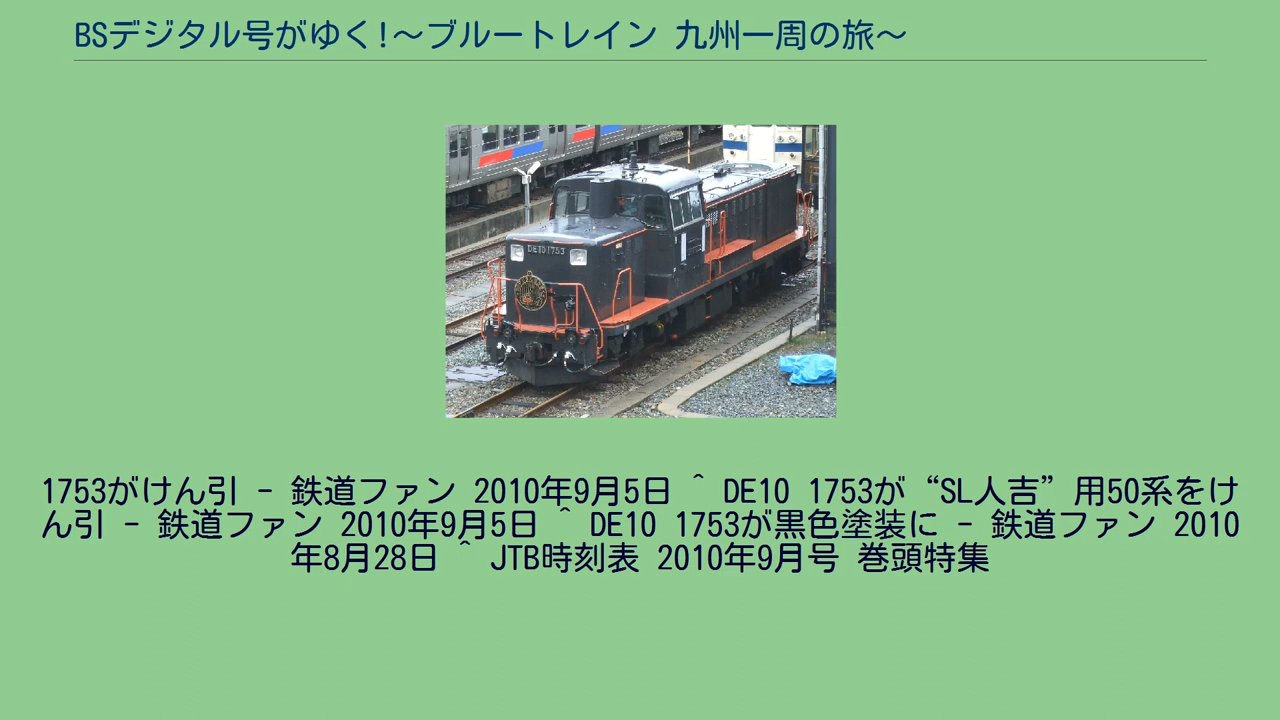 BSデジタル号がゆく!〜ブルートレイン 九州一周の旅〜
DE10 1753
1753がけん引 - 鉄道ファン 2010年9月5日 ^ DE10 1753が“SL人吉”用50系をけ
ん引 - 鉄道ファン 2010年9月5日 ^ DE10 1753が黒色塗装に - 鉄道ファン 2010
年8月28日 ^ JTB時刻表 2010年9月号 巻頭特集